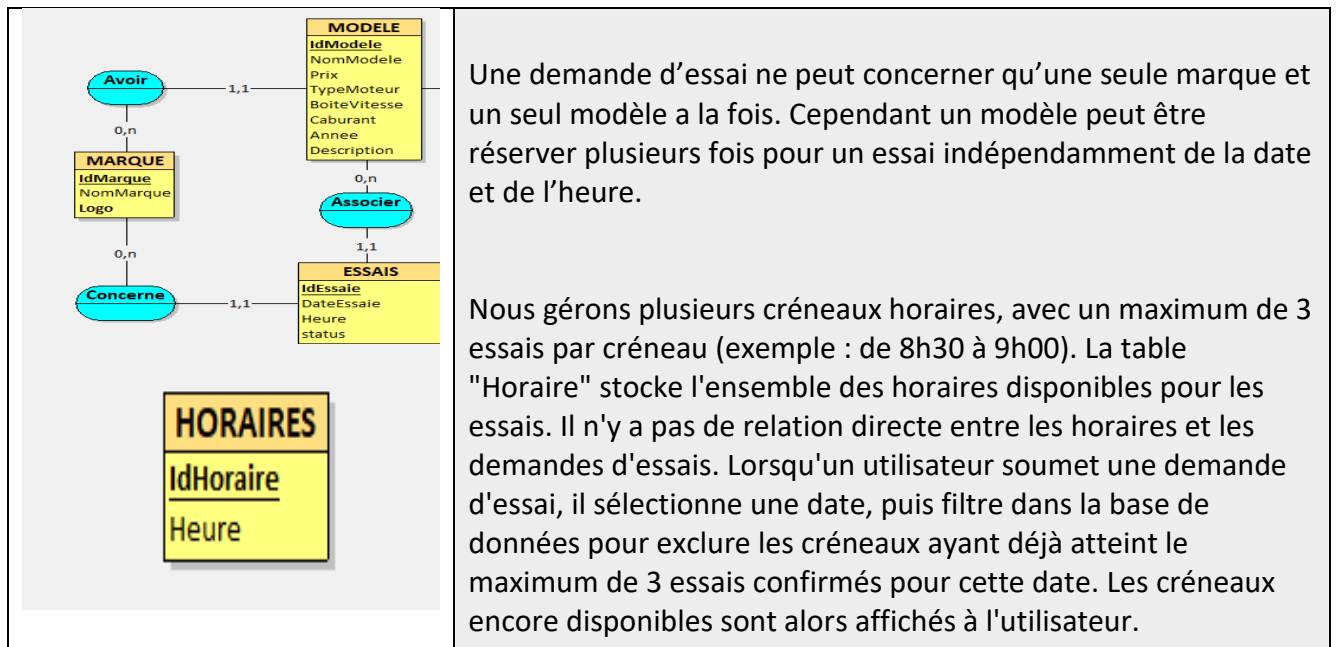 MODELE
IdModele
NomModele
Prix
TypeMoteur
BoiteVitesse
Caburant
Annee
Description
Avoir
1,1
0,n
MARQUE
IdMarque
NomMarque
Logo
0,n
Associer
1,1
0,n
ESSAIS
IdEssaie
DateEssaie
Heure
status
Concerne
1,1
HORAIRES
IdHoraire
Heure
Une demande d’essai ne peut concerner qu’une seule marque et
un seul modèle a la fois. Cependant un modèle peut être
réserver plusieurs fois pour un essai indépendamment de la date
et de l’heure.
Nous gérons plusieurs créneaux horaires, avec un maximum de 3
essais par créneau (exemple : de 8h30 à 9h00). La table
"Horaire" stocke l'ensemble des horaires disponibles pour les
essais. Il n'y a pas de relation directe entre les horaires et les
demandes d'essais. Lorsqu'un utilisateur soumet une demande
d'essai, il sélectionne une date, puis filtre dans la base de
données pour exclure les créneaux ayant déjà atteint le
maximum de 3 essais confirmés pour cette date. Les créneaux
encore disponibles sont alors affichés à l'utilisateur.